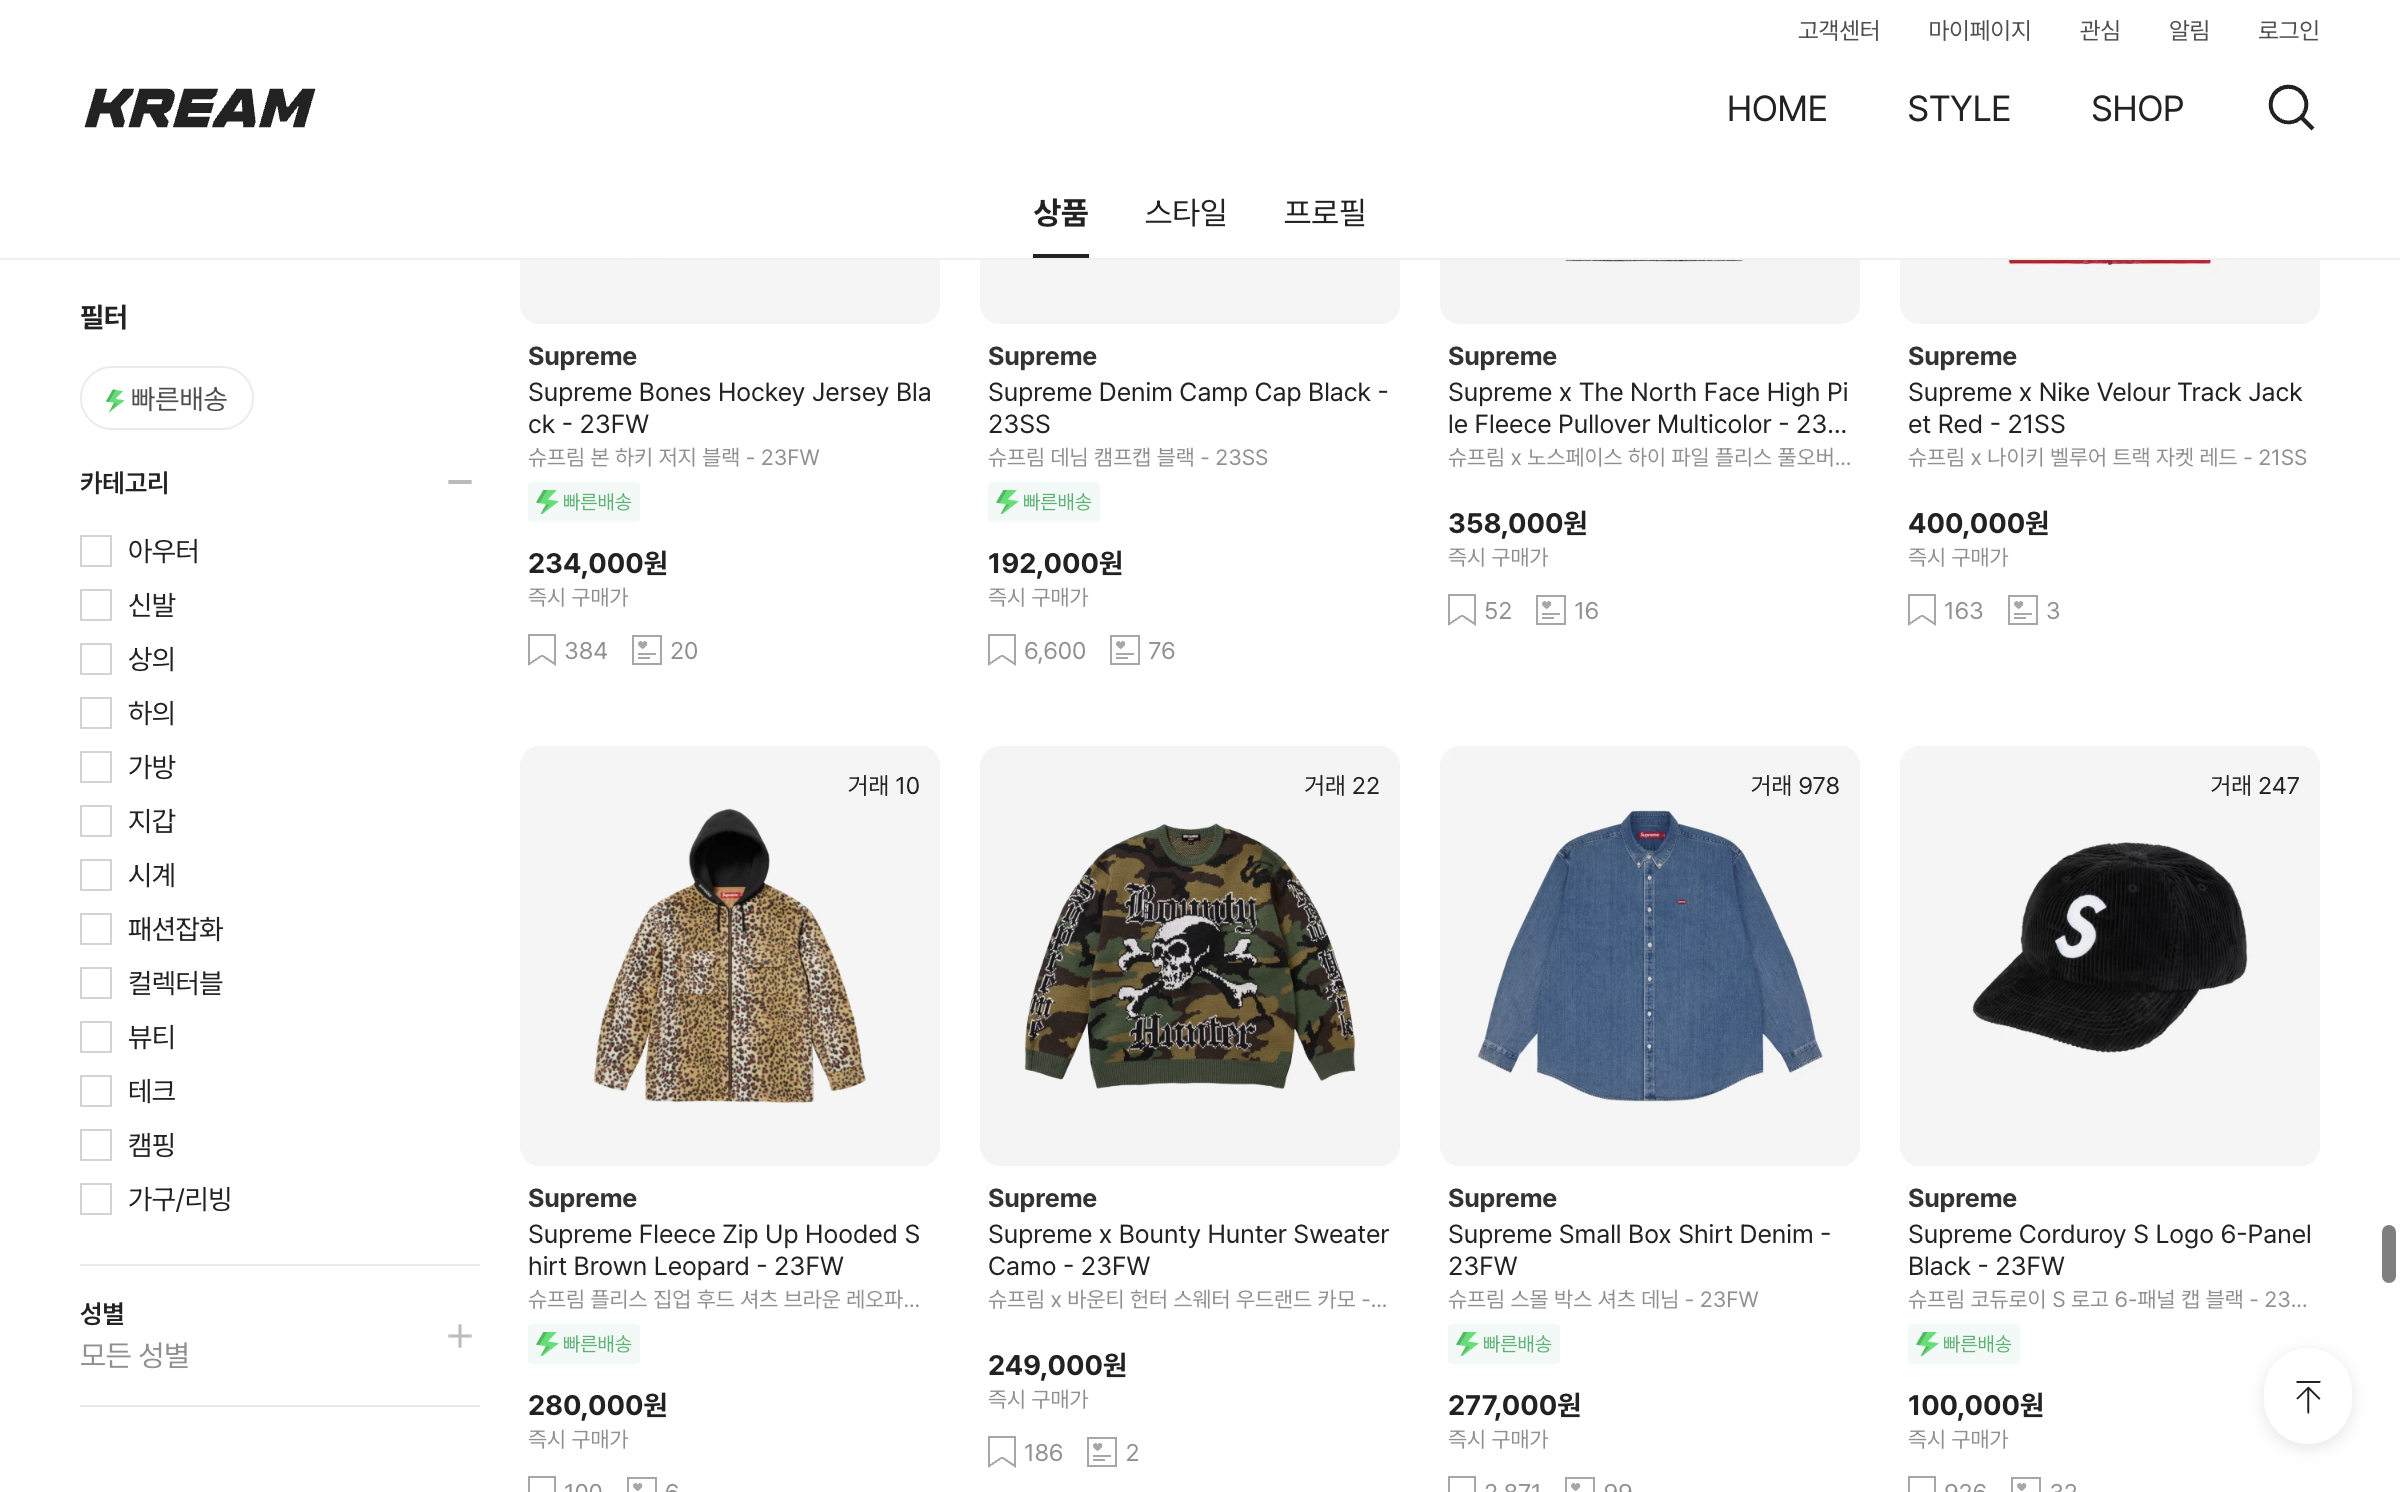 고객센터 마이페이지 관심 알림 로그인
KREAM
HOME STYLE SHOP
상품 스타일 프로필
필터
빠른배송
카테고리
아우터
신발
상의
하의
가방
지갑
시계
패션잡화
컬렉터블
뷰티
테크
캠핑
가구/리빙
성별
모든 성별
Supreme
Supreme Bones Hockey Jersey Bla
ck - 23FW
슈프림 본 하키 저지 블랙 - 23FW
빠른배송
234,000원
즉시 구매가
384 20
Supreme
Supreme Denim Camp Cap Black -
23SS
슈프림 데님 캠프캡 블랙 - 23SS
빠른배송
192,000원
즉시 구매가
6,600 76
Supreme
Supreme x The North Face High Pi
le Fleece Pullover Multicolor - 23...
슈프림 x 노스페이스 하이 파일 플리스 풀오버...
358,000원
즉시 구매가
52 16
Supreme
Supreme x Nike Velour Track Jack
et Red - 21SS
슈프림 x 나이키 벨루어 트랙 자켓 레드 - 21SS
400,000원
즉시 구매가
163 3
거래 10
Supreme
Supreme Fleece Zip Up Hooded S
hirt Brown Leopard - 23FW
슈프림 플리스 집업 후드 셔츠 브라운 레오파...
빠른배송
280,000원
즉시 구매가
100 6
거래 22
Bounty
Hunter
Supreme
Supreme x Bounty Hunter Sweater
Camo - 23FW
슈프림 x 바운티 헌터 스웨터 우드랜드 카모 -...
249,000원
즉시 구매가
186 2
거래 978
Supreme
Supreme
Supreme Small Box Shirt Denim -
23FW
슈프림 스몰 박스 셔츠 데님 - 23FW
빠른배송
277,000원
즉시 구매가
2,871 99
거래 247
S
Supreme
Supreme Corduroy S Logo 6-Panel
Black - 23FW
슈프림 코듀로이 S 로고 6-패널 캡 블랙 - 23...
빠른배송
100,000원
즉시 구매가
926 32